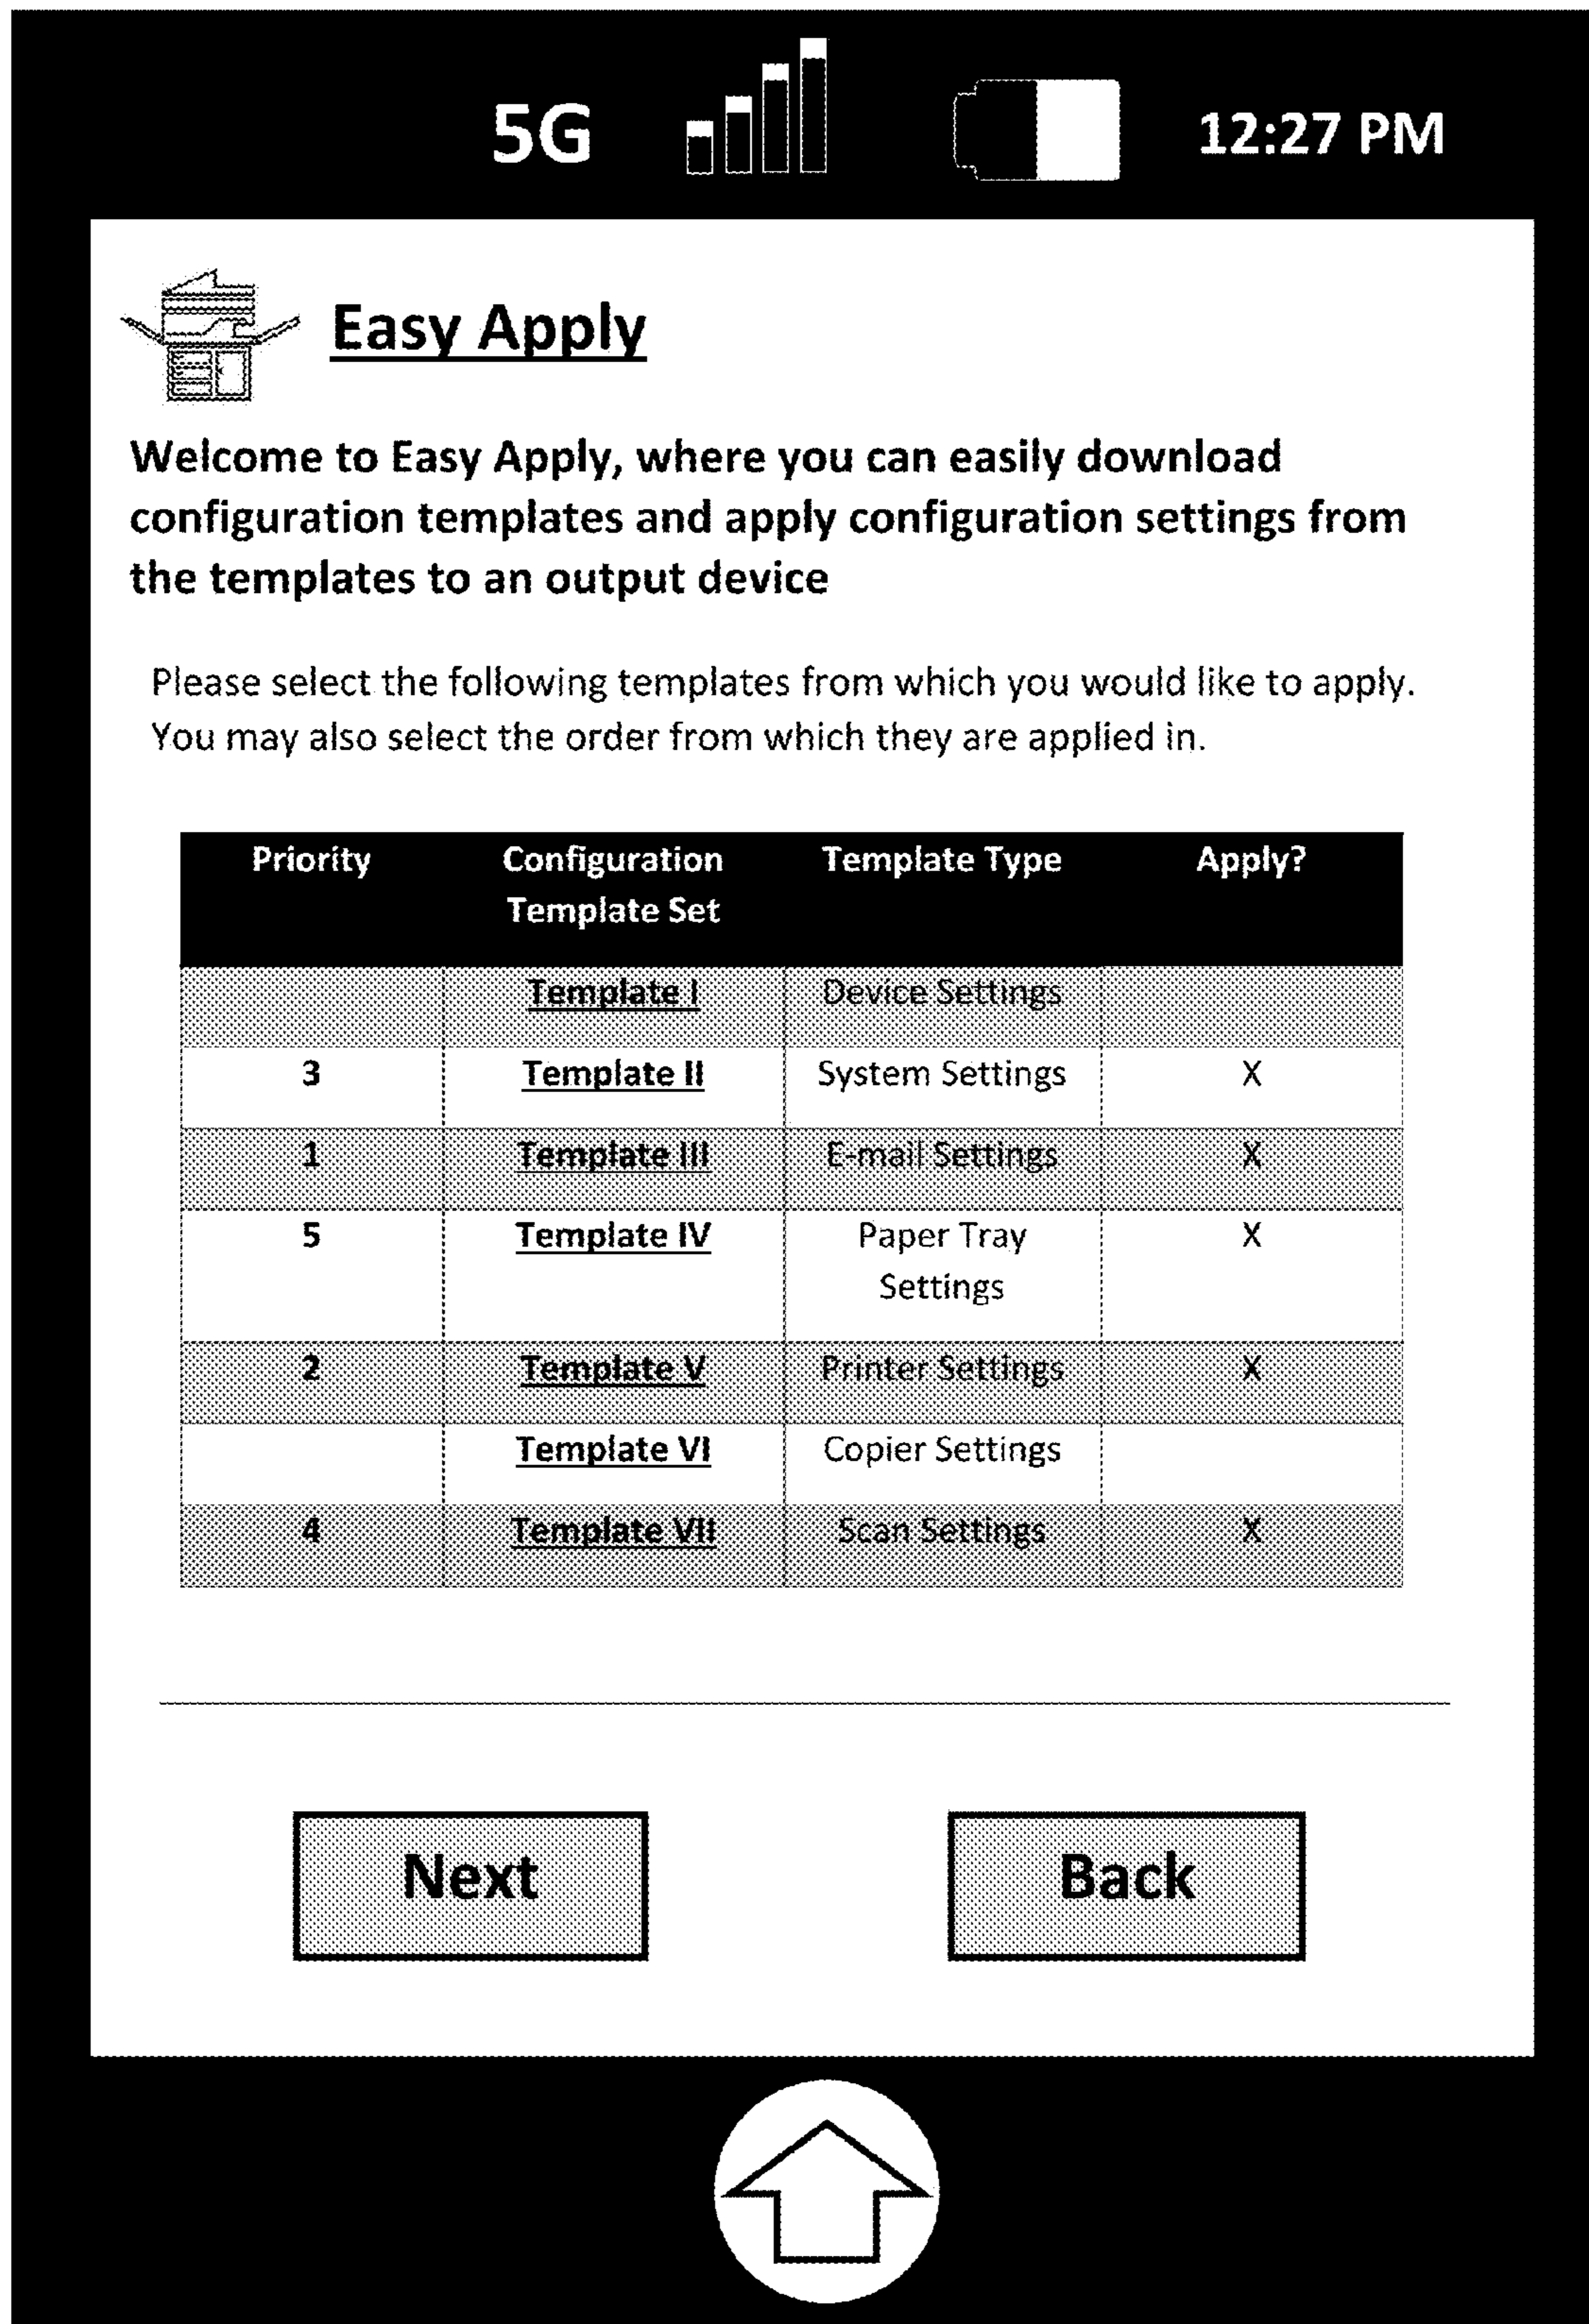 5G 12:27 PM
Easy Apply
Welcome to Easy Apply, where you can easily download
configuration templates and apply configuration settings from
the templates to an output device
Please select the following templates from which you would like to apply.
You may also select the order from which they are applied in.
Priority Configuration Template Type Apply?
Template Set
Template I Device Settings
3 Template II System Settings X
1 Template III E-mail Settings X
5 Template IV Paper Tray X
Settings
2 Template V Printer Settings X
Template VI Copier Settings
4 Template VII Scan Settings X
Next Back